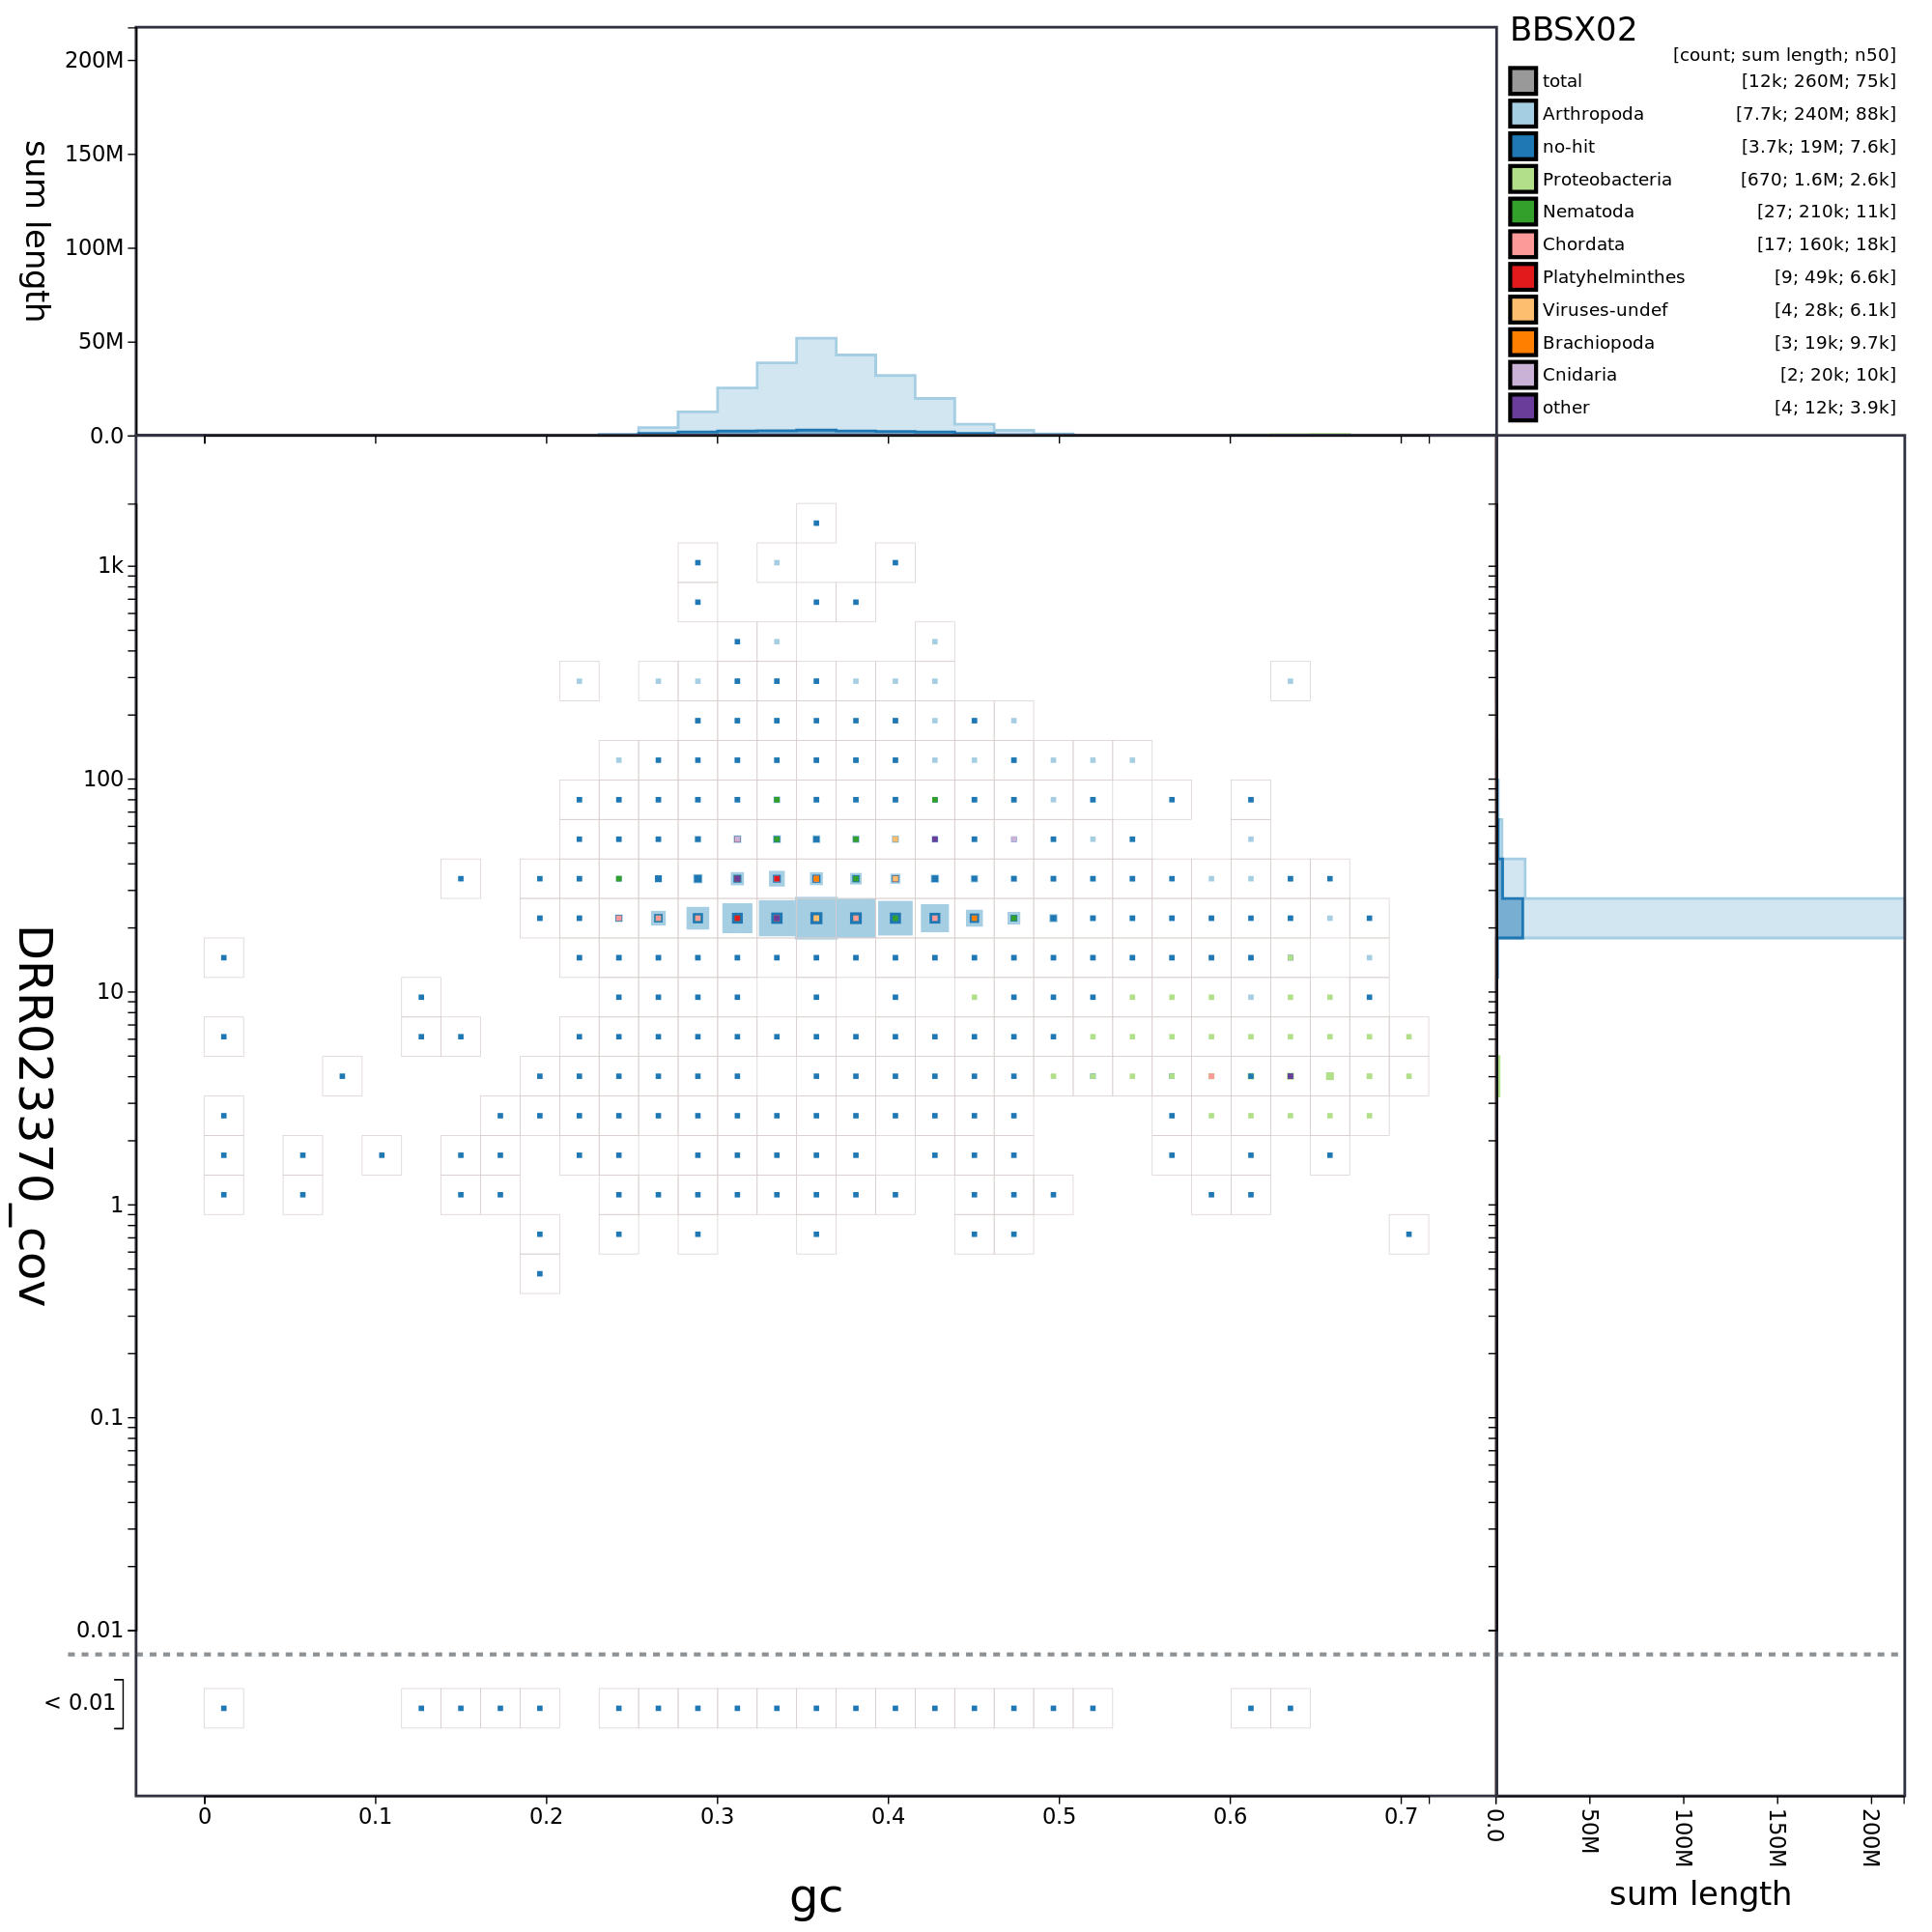 BBSX02
[count; sum length; n50]
total [12k; 260M; 75k]
Arthropoda [7.7k; 240M; 88k]
no-hit [3.7k; 19M; 7.6k]
Proteobacteria [670; 1.6M; 2.6k]
Nematoda [27; 210k; 11k]
Chordata [17; 160k; 18k]
Platyhelminthes [9; 49k; 6.6k]
Viruses-undef [4; 28k; 6.1k]
Brachiopoda [3; 19k; 9.7k]
Cnidaria [2; 20k; 10k]
other [4; 12k; 3.9k]
sum length
200M
150M
100M
50M
0.0
DRR023370_cov
1k
100
10
1
0.1
0.01
< 0.01
0 0.1 0.2 0.3 0.4 0.5 0.6 0.7
gc
0.0 50M 100M 150M 200M
sum length